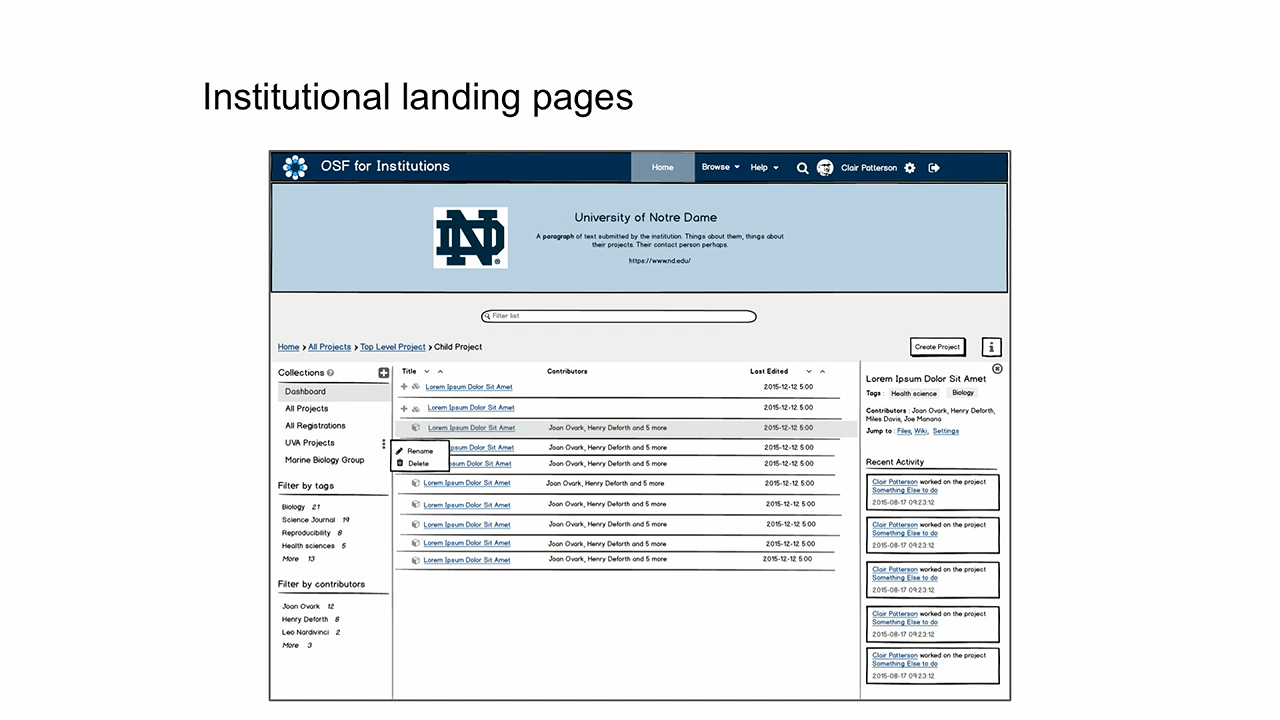 Institutional landing pages
OSF for Institutions
Home
Browse
Help
Clair Patterson
ND
University of Notre Dame
A paragraph of text submitted by the institution. Things about them, things about
their projects. Their contact person perhaps.
https://www.nd.edu/
Filter list
Home > All Projects > Top Level Project > Child Project
Create Project
i
Collections
Dashboard
All Projects
All Registrations
UVA Projects
Marine Biology Group
Filter by tags
Biology 21
Science Journal 19
Reproducibility 8
Health sciences 5
More 13
Filter by contributors
Joan Ovark 12
Henry Deforth 8
Leo Nardivinci 2
More 3
Title Contributors Last Edited
Lorem Ipsum Dolor Sit Amet 2015-12-12 5:00
Lorem Ipsum Dolor Sit Amet 2015-12-12 5:00
Lorem Ipsum Dolor Sit Amet Joan Ovark, Henry Deforth and 5 more 2015-12-12 5:00
psum Dolor Sit Amet Joan Ovark, Henry Deforth and 5 more 2015-12-12 5:00
psum Dolor Sit Amet Joan Ovark, Henry Deforth and 5 more 2015-12-12 5:00
Lorem Ipsum Dolor Sit Amet Joan Ovark, Henry Deforth and 5 more 2015-12-12 5:00
Lorem Ipsum Dolor Sit Amet Joan Ovark, Henry Deforth and 5 more 2015-12-12 5:00
Lorem Ipsum Dolor Sit Amet Joan Ovark, Henry Deforth and 5 more 2015-12-12 5:00
Lorem Ipsum Dolor Sit Amet Joan Ovark, Henry Deforth and 5 more 2015-12-12 5:00
Lorem Ipsum Dolor Sit Amet Joan Ovark, Henry Deforth and 5 more 2015-12-12 5:00
Rename
Delete
Lorem Ipsum Dolor Sit Amet
Tags : Health science Biology
Contributors : Joan Ovark, Henry Deforth,
Miles Davis, Joe Manana
Jump to : Files, Wiki, Settings
Recent Activity
Clair Patterson worked on the project
Something Else to do
2015-08-17 09:23:12
Clair Patterson worked on the project
Something Else to do
2015-08-17 09:23:12
Clair Patterson worked on the project
Something Else to do
2015-08-17 09:23:12
Clair Patterson worked on the project
Something Else to do
2015-08-17 09:23:12
Clair Patterson worked on the project
Something Else to do
2015-08-17 09:23:12